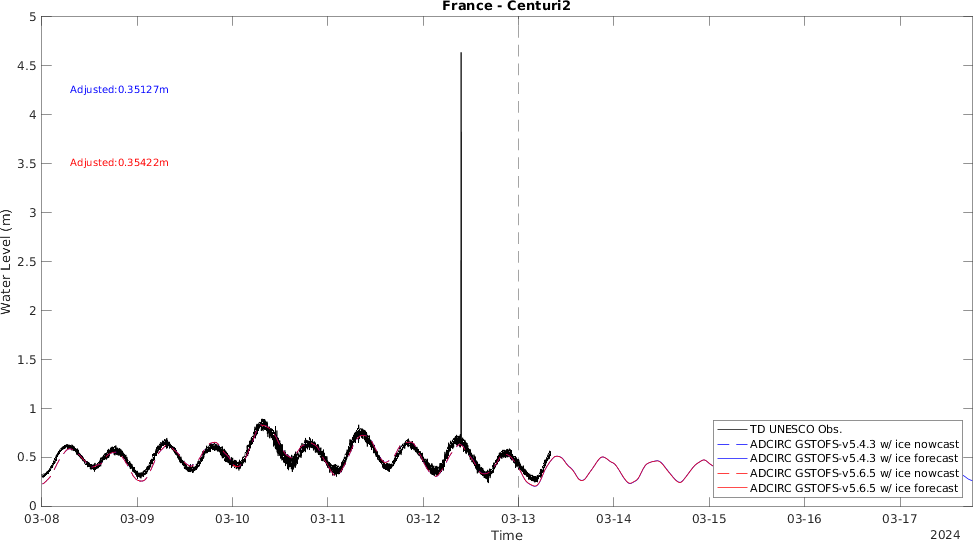 France - Centuri2
5
4.5
4
3.5
3
2.5
2
1.5
1
0.5
0
Water Level (m)
Adjusted:0.35127m
Adjusted:0.35422m
TD UNESCO Obs.
ADCIRC GSTOFS-v5.4.3 w/ ice nowcast
ADCIRC GSTOFS-v5.4.3 w/ ice forecast
ADCIRC GSTOFS-v5.6.5 w/ ice nowcast
ADCIRC GSTOFS-v5.6.5 w/ ice forecast
03-08 03-09 03-10 03-11 03-12 03-13 03-14 03-15 03-16 03-17
Time
2024